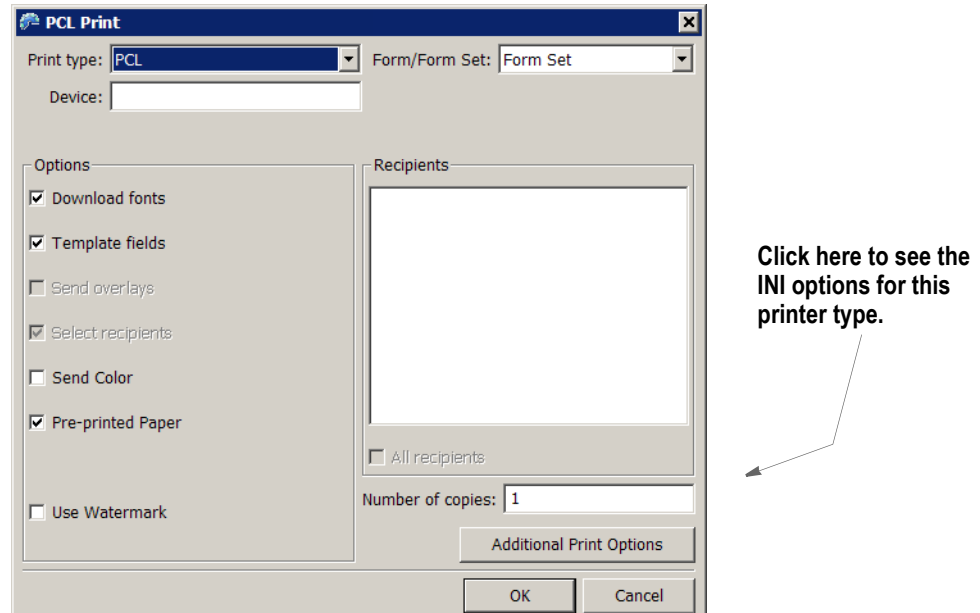 PCL Print
Print type: PCL Form/Form Set: Form Set
Device:
Options
Download fonts
Template fields
Send overlays
Select recipients
Send Color
Pre-printed Paper
Use Watermark
Recipients
All recipients
Number of copies: 1
Additional Print Options
OK Cancel
Click here to see the
INI options for this
printer type.